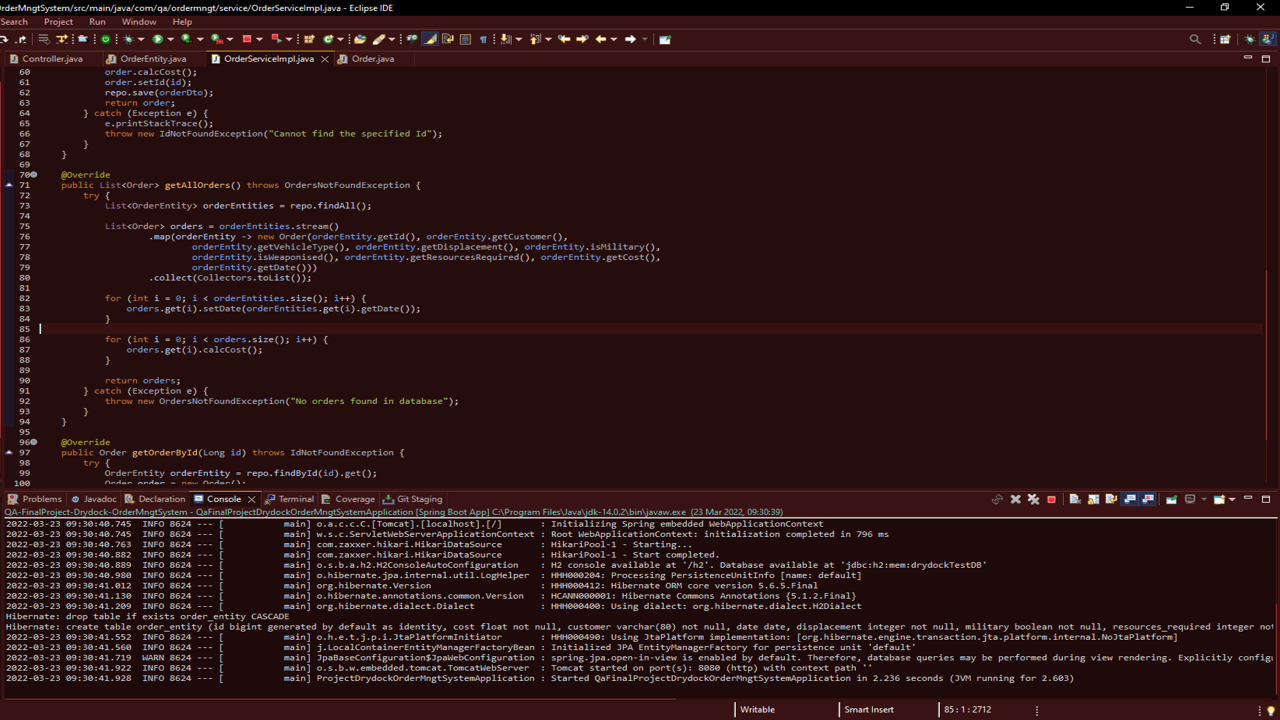 OrderMngtSystem/src/main/java/com/qa/ordermngt/service/OrderServiceImpl.java - Eclipse IDE
Search Project Run Window Help
Controller.java OrderEntity.java OrderServiceImpl.java Order.java
60 order.calcCost();
61 order.setId(id);
62 repo.save(orderDto);
63 return order;
64 } catch (Exception e) {
65 e.printStackTrace();
66 throw new IdNotFoundException("Cannot find the specified Id");
67 }
68 }
69
70 @Override
71 public List<Order> getAllOrders() throws OrdersNotFoundException {
72 try {
73 List<OrderEntity> orderEntities = repo.findAll();
74
75 List<Order> orders = orderEntities.stream()
76 .map(orderEntity -> new Order(orderEntity.getId(), orderEntity.getCustomer(),
77 orderEntity.getVehicleType(), orderEntity.getDisplacement(), orderEntity.isMilitary(),
78 orderEntity.isWeaponised(), orderEntity.getResourcesRequired(), orderEntity.getCost(),
79 orderEntity.getDate()))
80 .collect(Collectors.toList());
81
82 for (int i = 0; i < orderEntities.size(); i++) {
83 orders.get(i).setDate(orderEntities.get(i).getDate());
84 }
85
86 for (int i = 0; i < orders.size(); i++) {
87 orders.get(i).calcCost();
88 }
89
90 return orders;
91 } catch (Exception e) {
92 throw new OrdersNotFoundException("No orders found in database");
93 }
94 }
95
96 @Override
97 public Order getOrderById(Long id) throws IdNotFoundException {
98 try {
99 OrderEntity orderEntity = repo.findById(id).get();
100 Order order = new Order();
Problems Javadoc Declaration Console Terminal Coverage Git Staging
QA-FinalProject-Drydock-OrderMngtSystem - QaFinalProjectDrydockOrderMngtSystemApplication [Spring Boot App] C:\Program Files\Java\jdk-14.0.2\bin\javaw.exe (23 Mar 2022, 09:30:39)
2022-03-23 09:30:40.745 INFO 8624 --- [ main] o.a.c.c.C.[Tomcat].[localhost].[/] : Initializing Spring embedded WebApplicationContext
2022-03-23 09:30:40.745 INFO 8624 --- [ main] w.s.c.ServletWebServerApplicationContext : Root WebApplicationContext: initialization completed in 796 ms
2022-03-23 09:30:40.763 INFO 8624 --- [ main] com.zaxxer.hikari.HikariDataSource : HikariPool-1 - Starting...
2022-03-23 09:30:40.882 INFO 8624 --- [ main] com.zaxxer.hikari.HikariDataSource : HikariPool-1 - Start completed.
2022-03-23 09:30:40.889 INFO 8624 --- [ main] o.s.b.a.h2.H2ConsoleAutoConfiguration : H2 console available at '/h2'. Database available at 'jdbc:h2:mem:drydockTestDB'
2022-03-23 09:30:40.980 INFO 8624 --- [ main] o.hibernate.jpa.internal.util.LogHelper : HHH000204: Processing PersistenceUnitInfo [name: default]
2022-03-23 09:30:41.012 INFO 8624 --- [ main] org.hibernate.Version : HHH000412: Hibernate ORM core version 5.6.5.Final
2022-03-23 09:30:41.130 INFO 8624 --- [ main] o.hibernate.annotations.common.Version : HCANN000001: Hibernate Commons Annotations {5.1.2.Final}
2022-03-23 09:30:41.209 INFO 8624 --- [ main] org.hibernate.dialect.Dialect : HHH000400: Using dialect: org.hibernate.dialect.H2Dialect
Hibernate: drop table if exists order_entity CASCADE
Hibernate: create table order_entity (id bigint generated by default as identity, cost float not null, customer varchar(80) not null, date date, displacement integer not null, military boolean not null, resources_required integer not
2022-03-23 09:30:41.552 INFO 8624 --- [ main] o.h.e.t.j.p.i.JtaPlatformInitiator : HHH000490: Using JtaPlatform implementation: [org.hibernate.engine.transaction.jta.platform.internal.NoJtaPlatform]
2022-03-23 09:30:41.560 INFO 8624 --- [ main] j.LocalContainerEntityManagerFactoryBean : Initialized JPA EntityManagerFactory for persistence unit 'default'
2022-03-23 09:30:41.719 WARN 8624 --- [ main] JpaBaseConfiguration$JpaWebConfiguration : spring.jpa.open-in-view is enabled by default. Therefore, database queries may be performed during view rendering. Explicitly config
2022-03-23 09:30:41.922 INFO 8624 --- [ main] o.s.b.w.embedded.tomcat.TomcatWebServer : Tomcat started on port(s): 8080 (http) with context path ''
2022-03-23 09:30:41.928 INFO 8624 --- [ main] ProjectDrydockOrderMngtSystemApplication : Started QaFinalProjectDrydockOrderMngtSystemApplication in 2.236 seconds (JVM running for 2.603)
Writable Smart Insert 85 : 1 : 2712